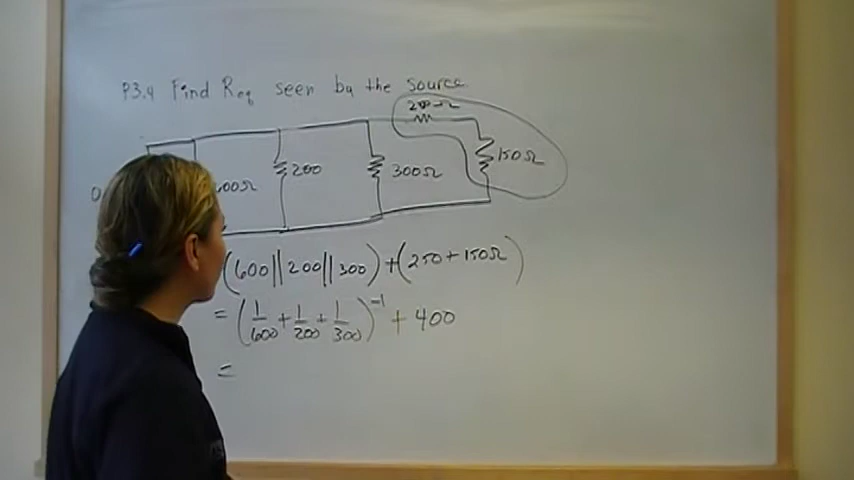 P3.4 Find Req seen by the source
150Ω
00Ω 200 300Ω
(600||200||300)+(250+150Ω)
= (1/600 + 1/200 + 1/300)^-1 + 400
=